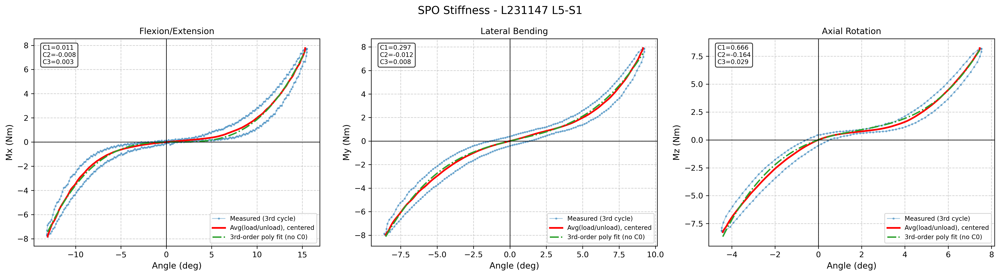 SPO Stiffness - L231147 L5-S1
Flexion/Extension
C1=0.011
C2=-0.008
C3=0.003
8
6
4
2
0
−2
−4
−6
−8
Mx (Nm)
Measured (3rd cycle)
Avg(load/unload), centered
3rd-order poly fit (no C0)
−10
−5
0
5
10
15
Angle (deg)
Lateral Bending
C1=0.297
C2=-0.012
C3=0.008
8
6
4
2
0
−2
−4
−6
−8
My (Nm)
Measured (3rd cycle)
Avg(load/unload), centered
3rd-order poly fit (no C0)
−7.5
−5.0
−2.5
0.0
2.5
5.0
7.5
10.0
Angle (deg)
Axial Rotation
C1=0.666
C2=-0.164
C3=0.029
7.5
5.0
2.5
0.0
−2.5
−5.0
−7.5
Mz (Nm)
Measured (3rd cycle)
Avg(load/unload), centered
3rd-order poly fit (no C0)
−4
−2
0
2
4
6
8
Angle (deg)